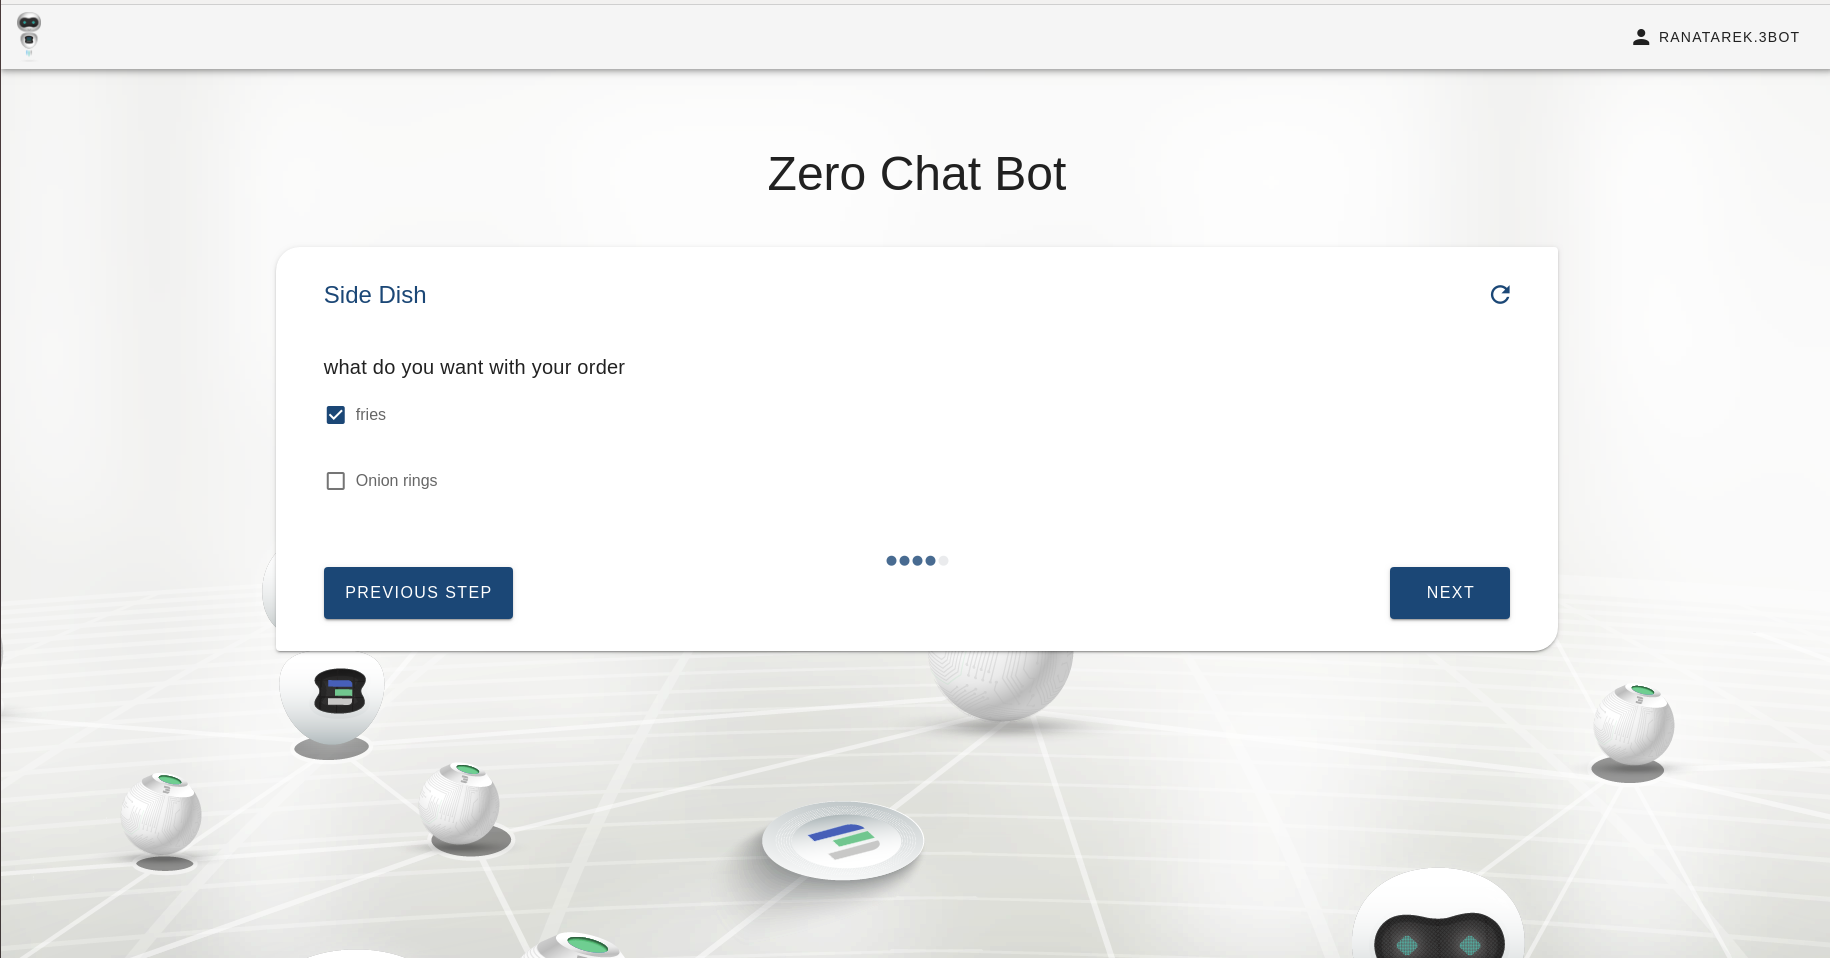 RANATAREK.3BOT
Zero Chat Bot
Side Dish
what do you want with your order
fries
Onion rings
PREVIOUS STEP
NEXT